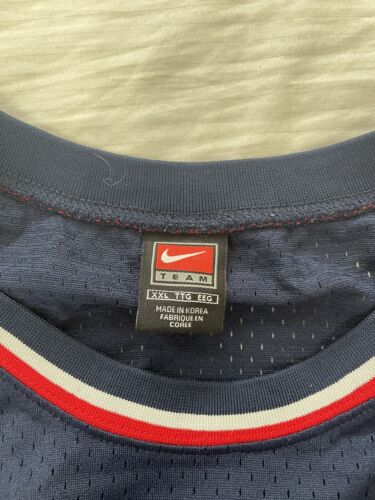 TEAM
XXL TTG EEG
MADE IN KOREA
FABRIQUE EN
COREE